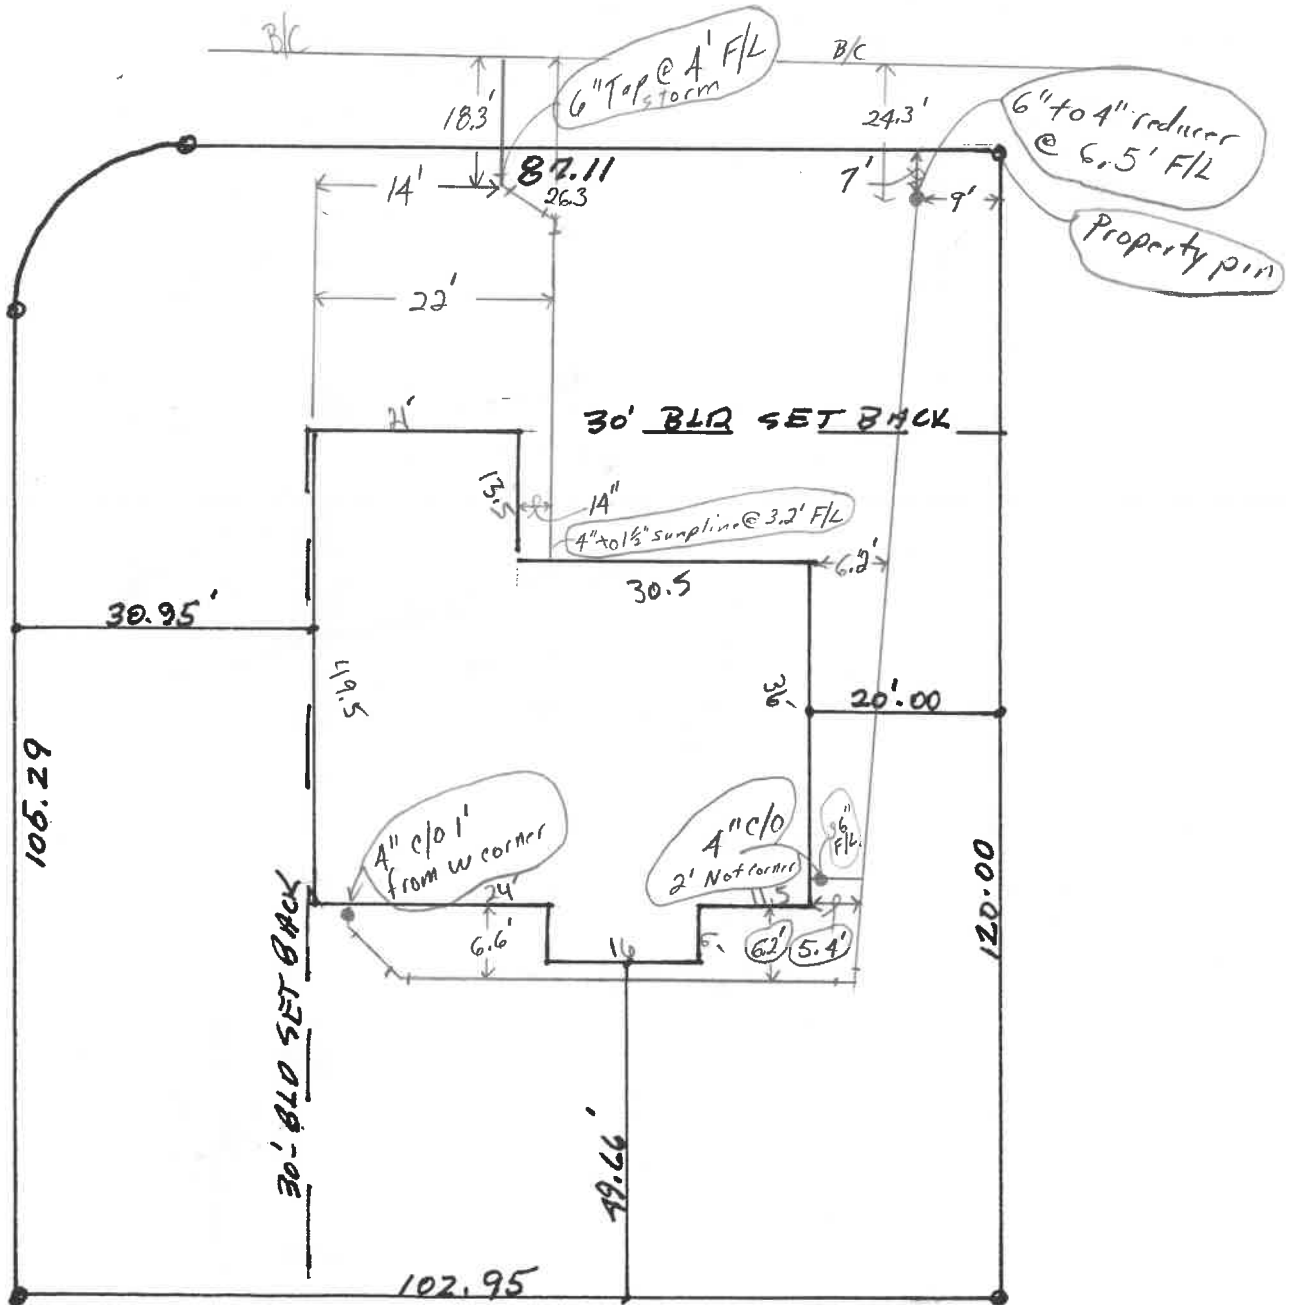 B/C
B/C
6" Tap @ 4' F/L
storm
18.3'
24.3'
6" to 4" reducer
@ 6.5' F/L
87.11
14'
26.3
7'
9'
Property pin
22'
21'
30' BLD SET BACK
13.5
14"
4" to 1½" sumpline @ 3.2' F/L
30.5
6.2'
30.95'
49.5
36'
20'.00
105.29
4" c/o 1'
from W corner
4" c/o
2' N of corner
F/L
24'
11.5
6.6'
16
6.2'
5.4'
120.00
30' BLD SET BACK
49.66'
102.95